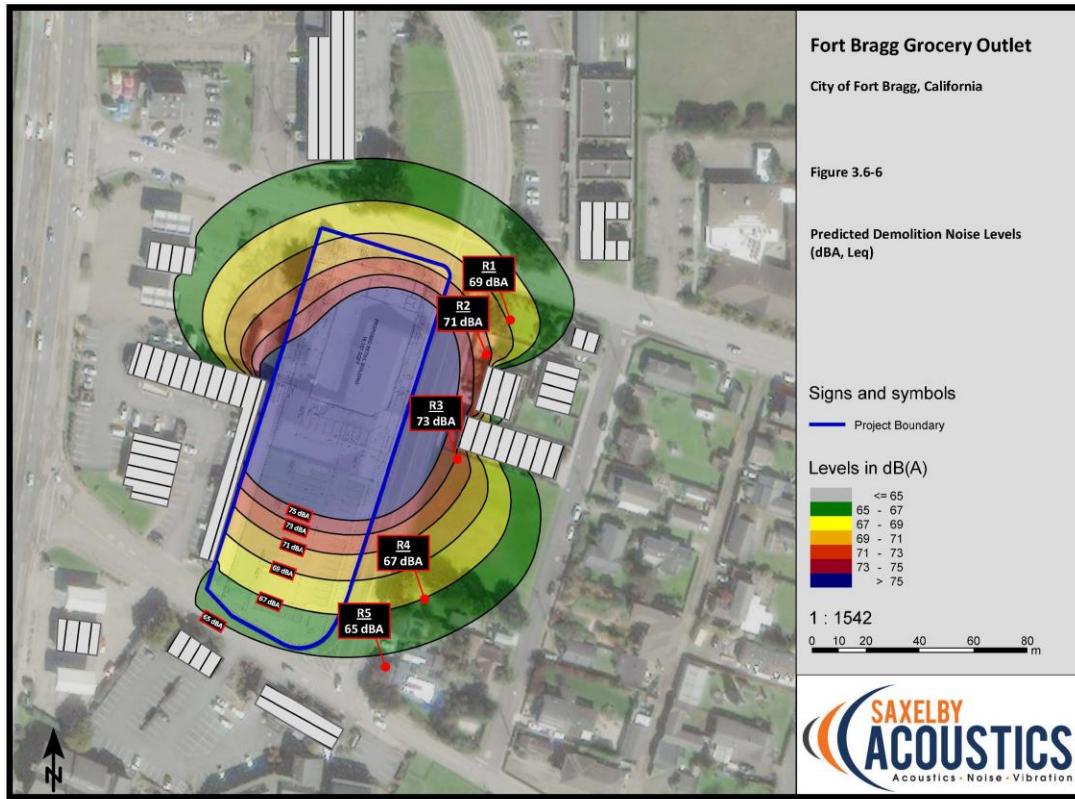 Fort Bragg Grocery Outlet
City of Fort Bragg, California
Figure 3.6-6
Predicted Demolition Noise Levels
(dBA, Leq)
R1
69 dBA
R2
71 dBA
R3
73 dBA
R4
67 dBA
R5
65 dBA
75 dBA
73 dBA
71 dBA
69 dBA
67 dBA
65 dBA
N
Signs and symbols
Project Boundary
Levels in dB(A)
<= 65
65 - 67
67 - 69
69 - 71
71 - 73
73 - 75
> 75
1 : 1542
0 10 20 40 60 80
m
SAXELBY
ACOUSTICS
Acoustics - Noise - Vibration